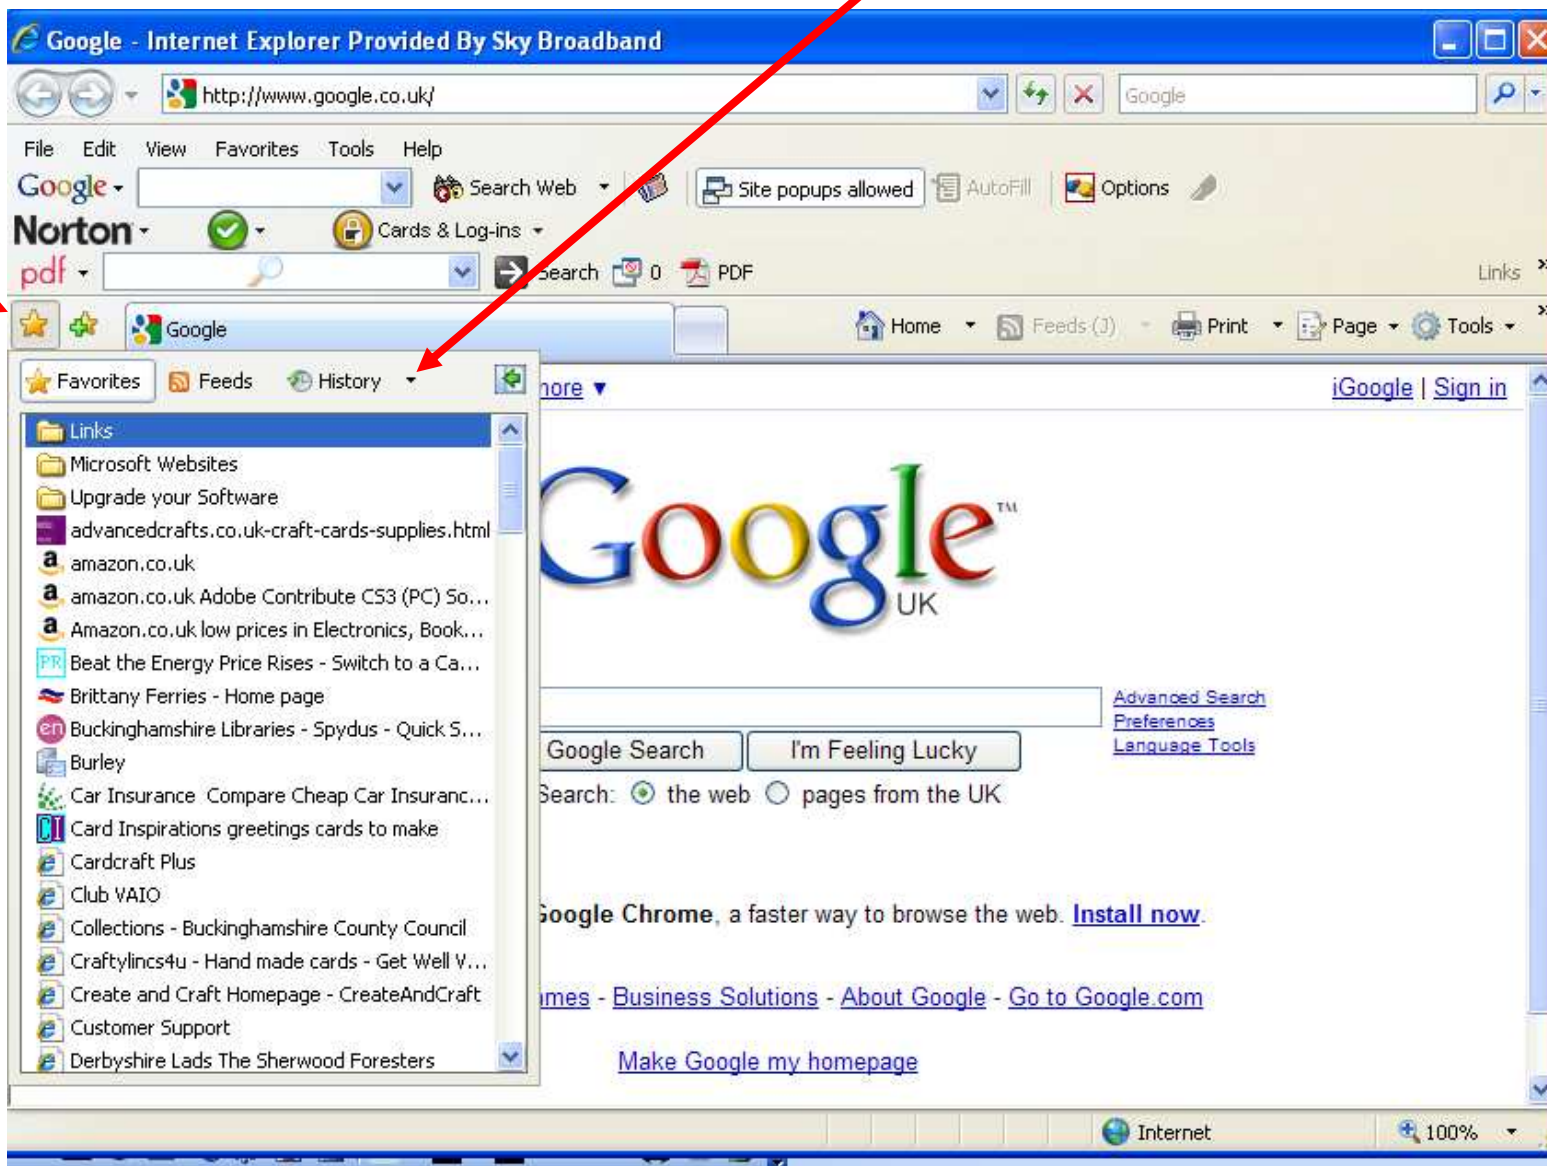 Google - Internet Explorer Provided By Sky Broadband
http://www.google.co.uk/ Google
File Edit View Favorites Tools Help
Google Search Web Site popups allowed AutoFill Options
Norton Cards & Log-ins
pdf Search 0 PDF Links »
Google Home Feeds (J) Print Page Tools »
Favorites Feeds History
more ▼ iGoogle | Sign in
Links
Microsoft Websites
Upgrade your Software
advancedcrafts.co.uk-craft-cards-supplies.html
amazon.co.uk
amazon.co.uk Adobe Contribute CS3 (PC) So...
Amazon.co.uk low prices in Electronics, Book...
Beat the Energy Price Rises - Switch to a Ca...
Brittany Ferries - Home page
Buckinghamshire Libraries - Spydus - Quick S...
Burley
Car Insurance Compare Cheap Car Insuranc...
Card Inspirations greetings cards to make
Cardcraft Plus
Club VAIO
Collections - Buckinghamshire County Council
Craftylincs4u - Hand made cards - Get Well V...
Create and Craft Homepage - CreateAndCraft
Customer Support
Derbyshire Lads The Sherwood Foresters
Google™
UK
Advanced Search
Preferences
Language Tools
Google Search I'm Feeling Lucky
Search: the web pages from the UK
Google Chrome, a faster way to browse the web. Install now.
- Business Solutions - About Google - Go to Google.com
Make Google my homepage
Internet 100%